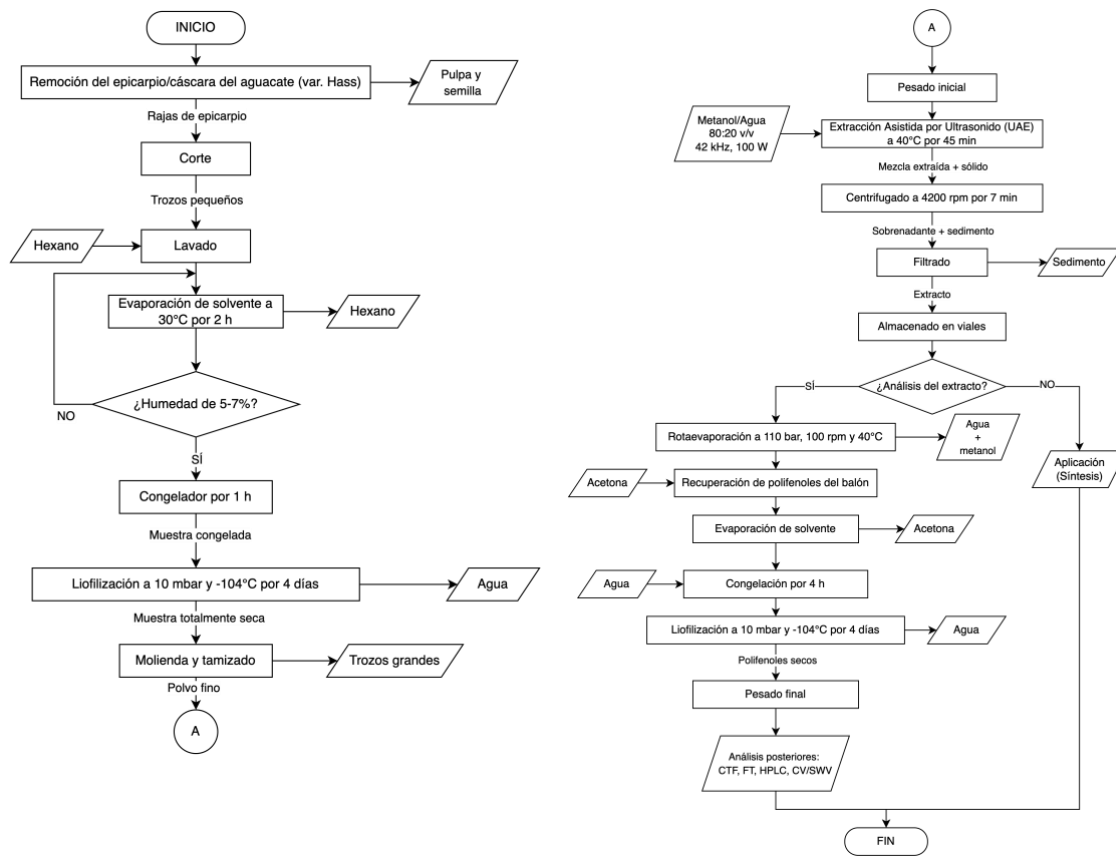 INICIO
Remoción del epicarpio/cáscara del aguacate (var. Hass)
Pulpa y
semilla
Rajas de epicarpio
Corte
Trozos pequeños
Hexano
Lavado
Evaporación de solvente a
30°C por 2 h
Hexano
¿Humedad de 5-7%?
NO
SÍ
Congelador por 1 h
Muestra congelada
Liofilización a 10 mbar y -104°C por 4 días
Agua
Muestra totalmente seca
Molienda y tamizado
Trozos grandes
Polvo fino
A
A
Pesado inicial
Metanol/Agua
80:20 v/v
42 kHz, 100 W
Extracción Asistida por Ultrasonido (UAE)
a 40°C por 45 min
Mezcla extraída + sólido
Centrifugado a 4200 rpm por 7 min
Sobrenadante + sedimento
Filtrado
Sedimento
Extracto
Almacenado en viales
¿Análisis del extracto?
SÍ
NO
Rotaevaporación a 110 bar, 100 rpm y 40°C
Agua
+
metanol
Aplicación
(Síntesis)
Acetona
Recuperación de polifenoles del balón
Evaporación de solvente
Acetona
Agua
Congelación por 4 h
Liofilización a 10 mbar y -104°C por 4 días
Agua
Polifenoles secos
Pesado final
Análisis posteriores:
CTF, FT, HPLC, CV/SWV
FIN